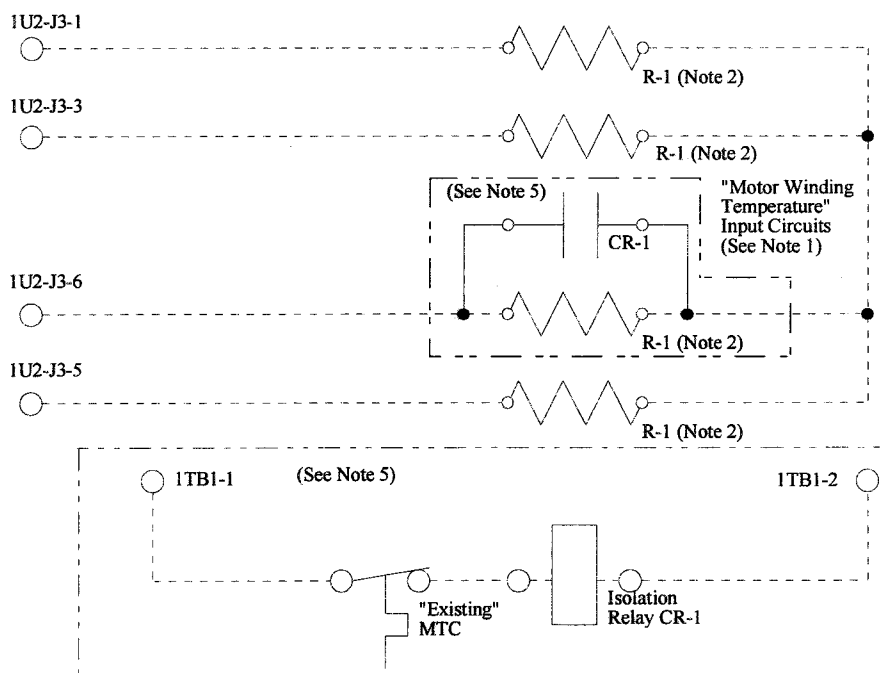 1U2-J3-1
R-1 (Note 2)
1U2-J3-3
R-1 (Note 2)
(See Note 5)
"Motor Winding
Temperature"
Input Circuits
(See Note 1)
CR-1
1U2-J3-6
R-1 (Note 2)
1U2-J3-5
R-1 (Note 2)
1TB1-1
(See Note 5)
1TB1-2
"Existing"
MTC
Isolation
Relay CR-1